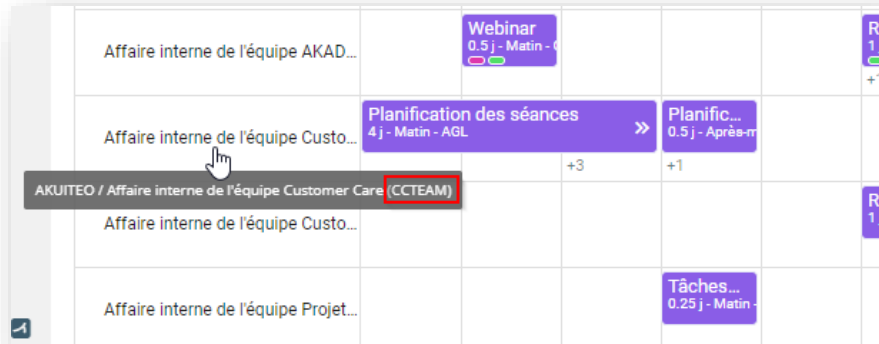 Webinar
0.5 j - Matin -
R
1
Affaire interne de l'équipe AKAD...
Planification des séances
4 j - Matin - AGL
Planific...
0.5 j - Après-m
Affaire interne de l'équipe Custo...
+3
+1
AKUITEO / Affaire interne de l'équipe Customer Care (CCTEAM)
R
1
Affaire interne de l'équipe Custo...
Tâches...
0.25 j - Matin -
Affaire interne de l'équipe Projet...